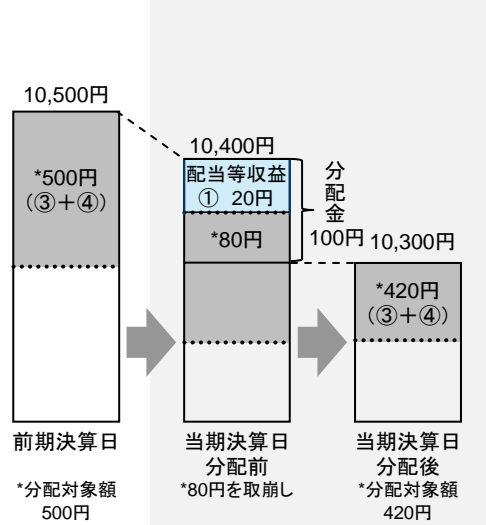 10,500円
*500円
（③＋④）
前期決算日
*分配対象額
500円
10,400円
配当等収益
① 20円
*80円
分配金
100円
当期決算日
分配前
*80円を取崩し
10,300円
*420円
（③＋④）
当期決算日
分配後
*分配対象額
420円